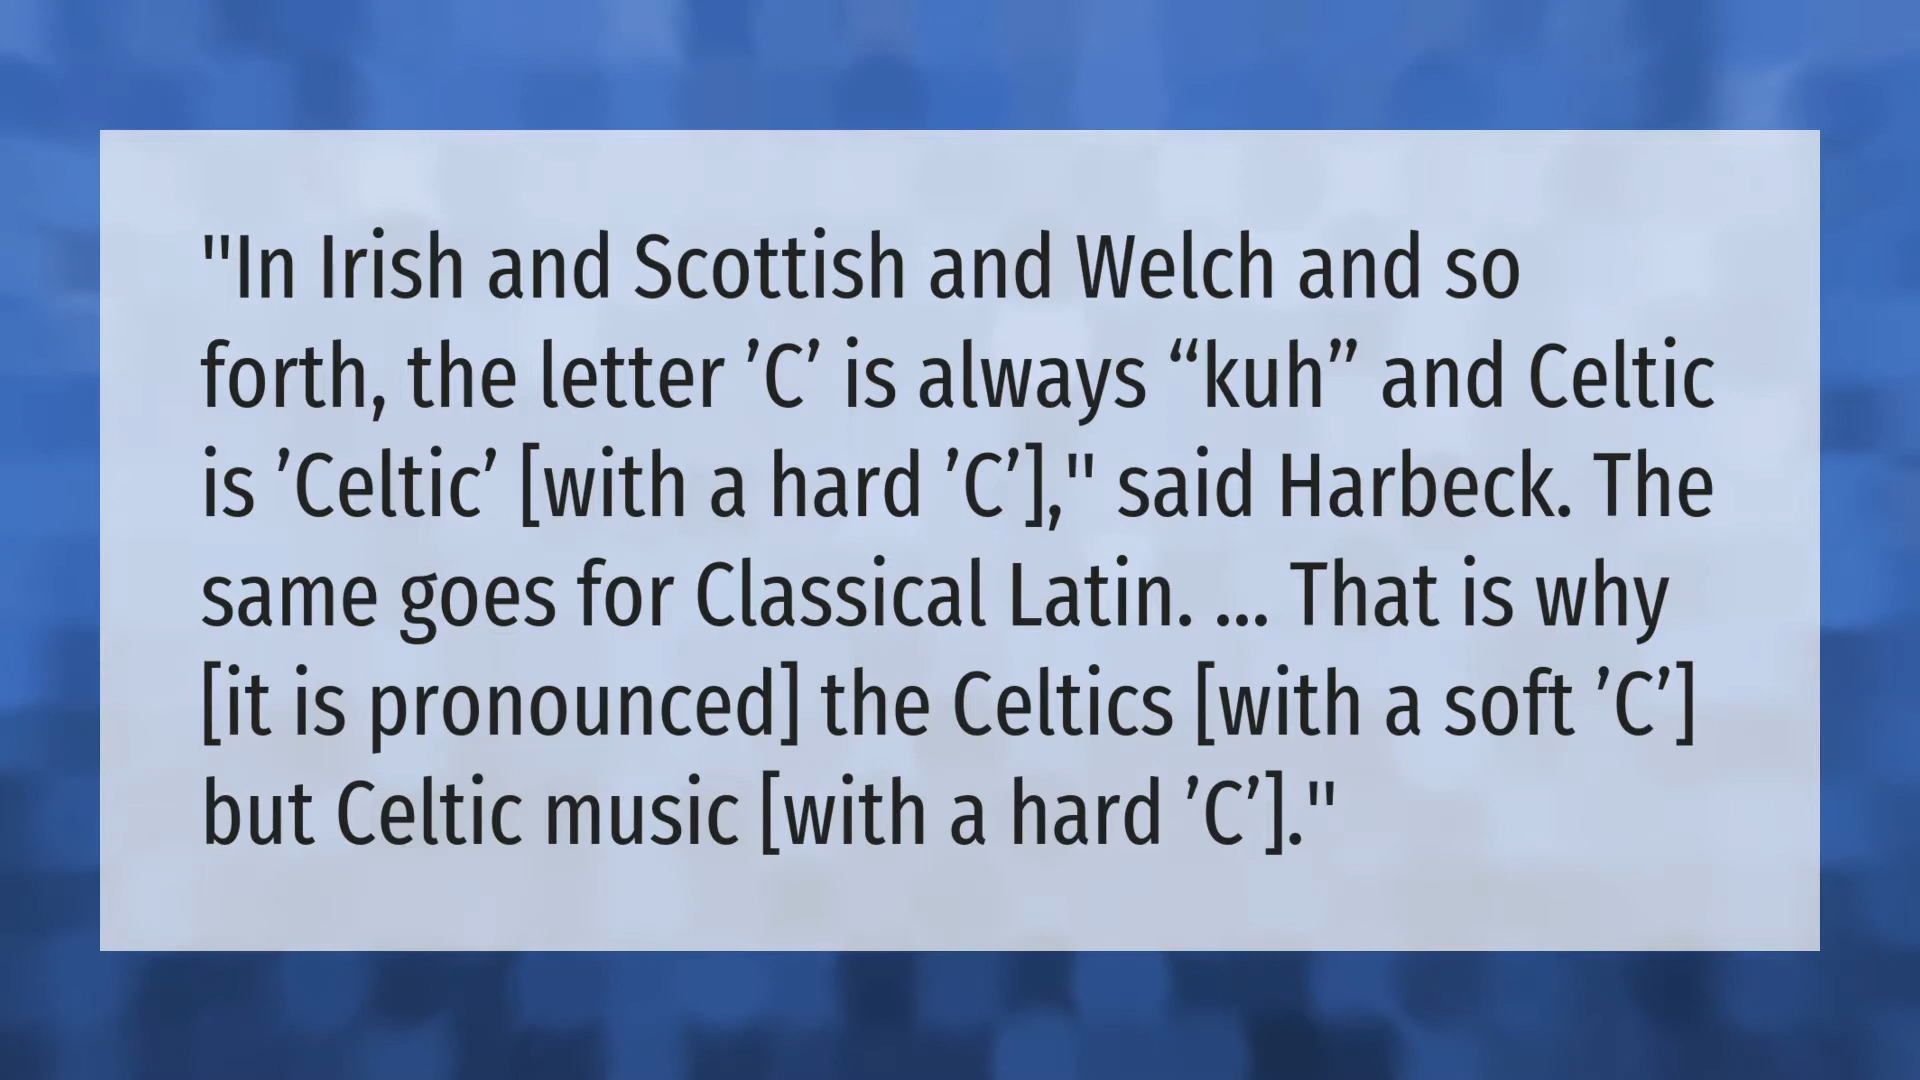 "In Irish and Scottish and Welch and so
forth, the letter ’C’ is always “kuh” and Celtic
is ’Celtic’ [with a hard ’C’]," said Harbeck. The
same goes for Classical Latin. ... That is why
[it is pronounced] the Celtics [with a soft ’C’]
but Celtic music [with a hard ’C’]."